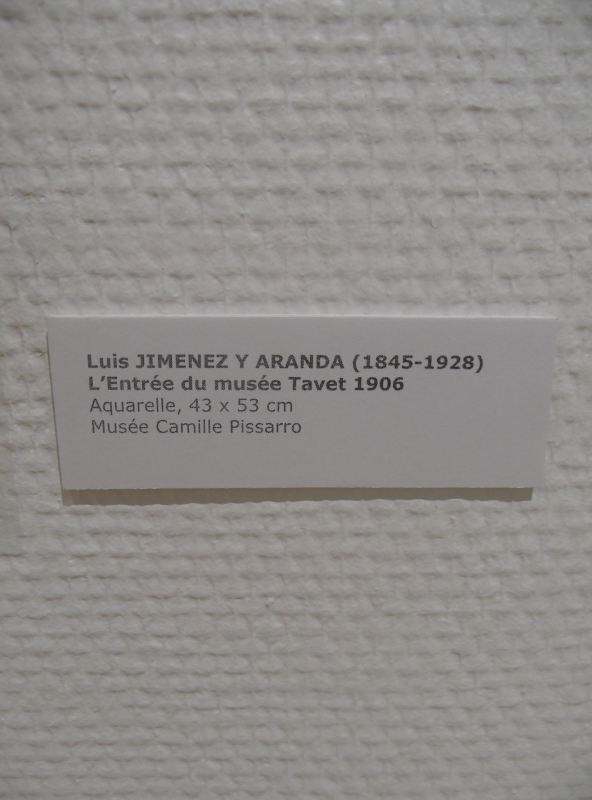 Luis JIMENEZ Y ARANDA (1845-1928)
L’Entrée du musée Tavet 1906
Aquarelle, 43 x 53 cm
Musée Camille Pissarro